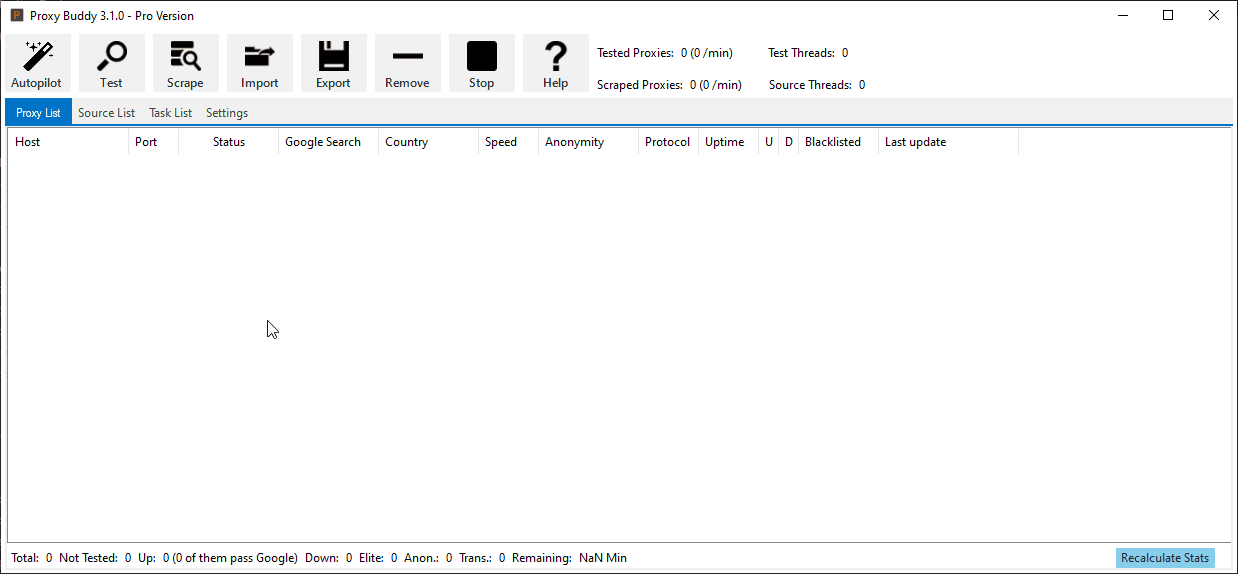 Proxy Buddy 3.1.0 - Pro Version
Autopilot Test Scrape Import Export Remove Stop Help
Tested Proxies: 0 (0 /min) Test Threads: 0
Scraped Proxies: 0 (0 /min) Source Threads: 0
Proxy List Source List Task List Settings
Host Port Status Google Search Country Speed Anonymity Protocol Uptime U D Blacklisted Last update
Total: 0 Not Tested: 0 Up: 0 (0 of them pass Google) Down: 0 Elite: 0 Anon.: 0 Trans.: 0 Remaining: NaN Min Recalculate Stats